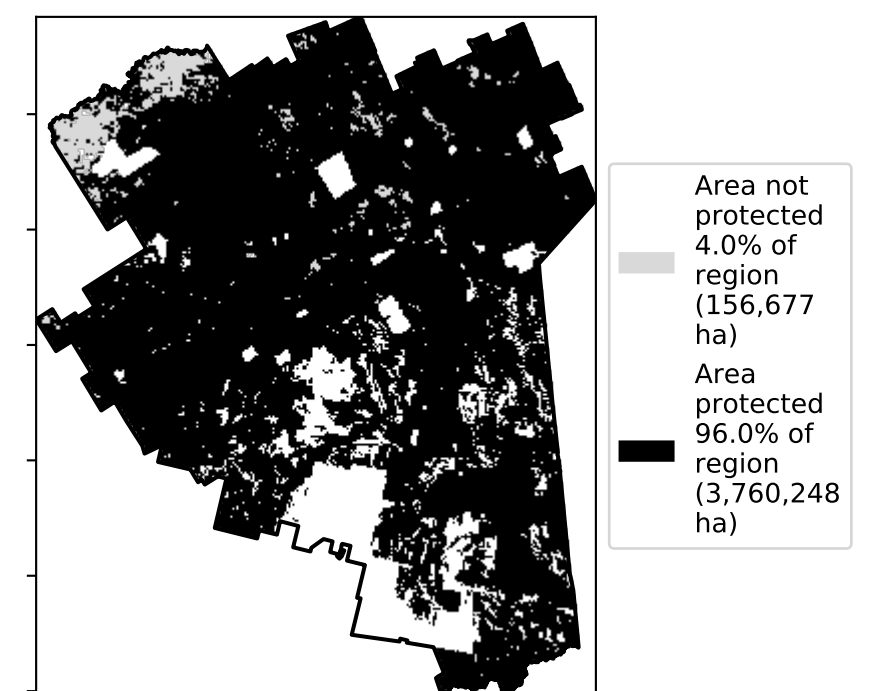 Area not
protected
4.0% of
region
(156,677
ha)
Area
protected
96.0% of
region
(3,760,248
ha)